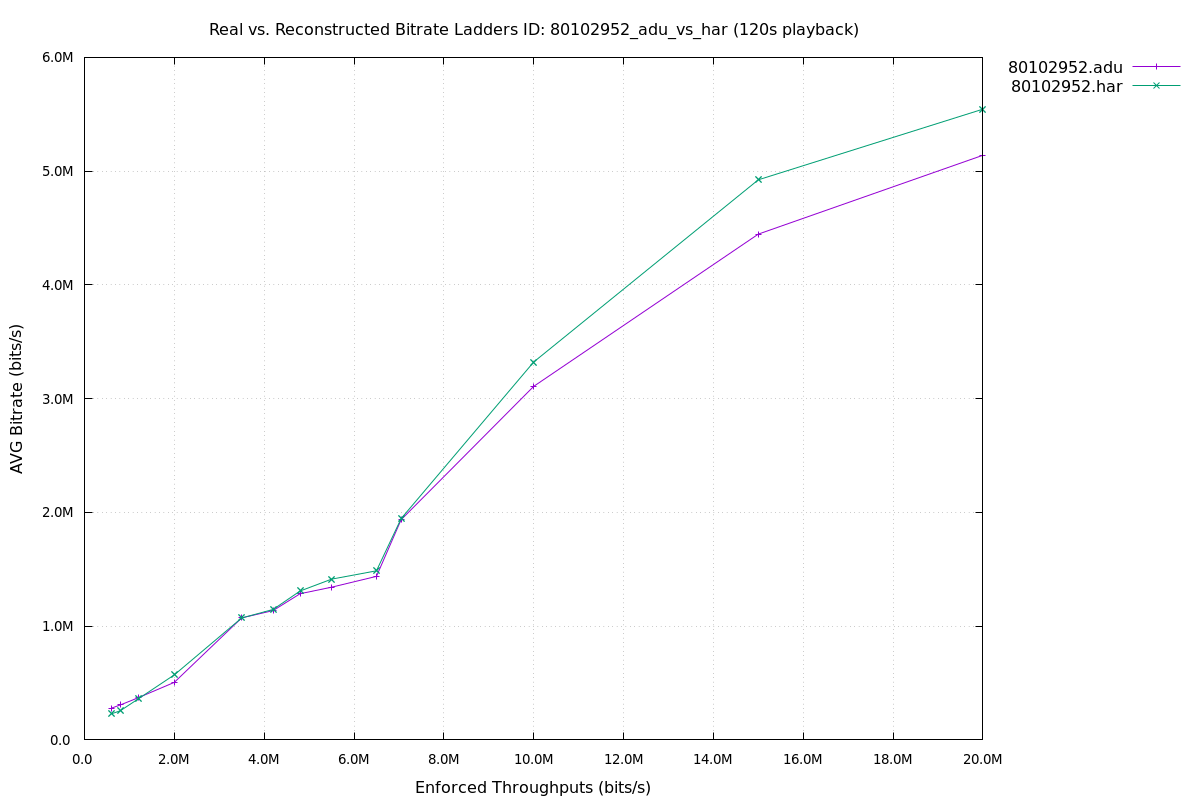 Real vs. Reconstructed Bitrate Ladders ID: 80102952_adu_vs_har (120s playback)
80102952.adu
80102952.har
6.0M
5.0M
4.0M
3.0M
2.0M
1.0M
0.0
AVG Bitrate (bits/s)
0.0 2.0M 4.0M 6.0M 8.0M 10.0M 12.0M 14.0M 16.0M 18.0M 20.0M
Enforced Throughputs (bits/s)